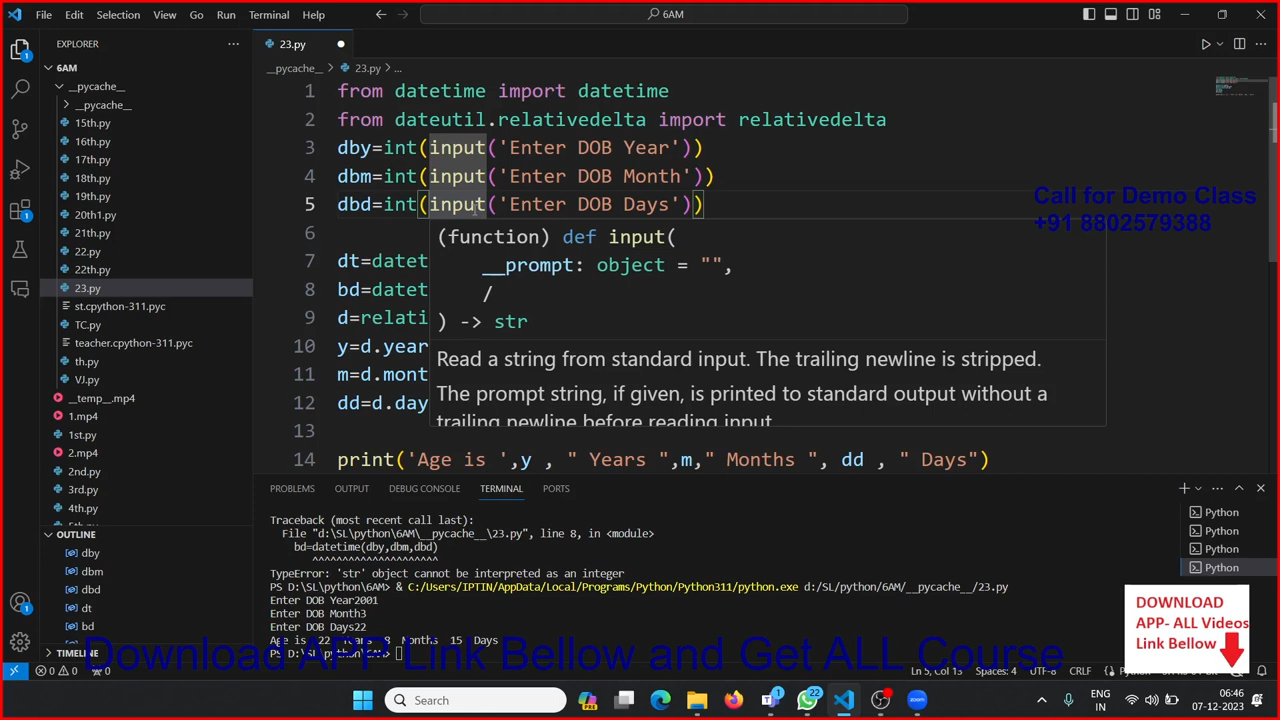 File Edit Selection View Go Run Terminal Help
6AM
EXPLORER
6AM
__pycache__
__pycache__
15th.py
16th.py
17th.py
18th.py
19th.py
20th1.py
21th.py
22.py
22th.py
23.py
st.cpython-311.pyc
TC.py
teacher.cpython-311.pyc
th.py
VJ.py
__temp__.mp4
1.mp4
1st.py
2.mp4
2nd.py
3rd.py
4th.py
OUTLINE
dby
dbm
dbd
dt
bd
TIMELINE
23.py
__pycache__ > 23.py > ...
1 from datetime import datetime
2 from dateutil.relativedelta import relativedelta
3 dby=int(input('Enter DOB Year'))
4 dbm=int(input('Enter DOB Month'))
5 dbd=int(input('Enter DOB Days'))
6
7 dt=datet
8 bd=datet
9 d=relati
10 y=d.year
11 m=d.mont
12 dd=d.day
13
14 print('Age is ',y , " Years ",m," Months ", dd , " Days")
(function) def input(
__prompt: object = "",
/
) -> str
Read a string from standard input. The trailing newline is stripped.
The prompt string, if given, is printed to standard output without a
trailing newline before reading input.
Call for Demo Class
+91 8802579388
PROBLEMS OUTPUT DEBUG CONSOLE TERMINAL PORTS
Traceback (most recent call last):
File "d:\SL\python\6AM\__pycache__\23.py", line 8, in <module>
bd=datetime(dby,dbm,dbd)
^^^^^^^^^^^^^^^^^^^^^
TypeError: 'str' object cannot be interpreted as an integer
PS D:\SL\python\6AM> & C:/Users/IPTIN/AppData/Local/Programs/Python/Python311/python.exe d:/SL/python/6AM/__pycache__/23.py
Enter DOB Year2001
Enter DOB Month3
Enter DOB Days22
Age is 22 Years 8 Months 15 Days
PS D:\SL\python\6AM>
Python
Python
Python
Python
DOWNLOAD
APP- ALL Videos
Link Bellow
Download APP Link Bellow and Get ALL Course
0 0 0
Ln 5, Col 13 Spaces: 4 UTF-8 CRLF
Search
PRE
1
22
ENG
IN
06:46
07-12-2023